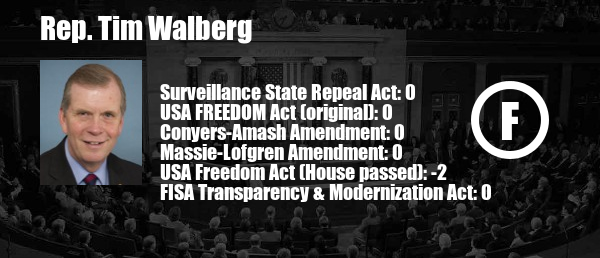 Rep. Tim Walberg
Surveillance State Repeal Act: 0
USA FREEDOM Act (original): 0
Conyers-Amash Amendment: 0
Massie-Lofgren Amendment: 0
USA Freedom Act (House passed): -2
FISA Transparency & Modernization Act: 0
F